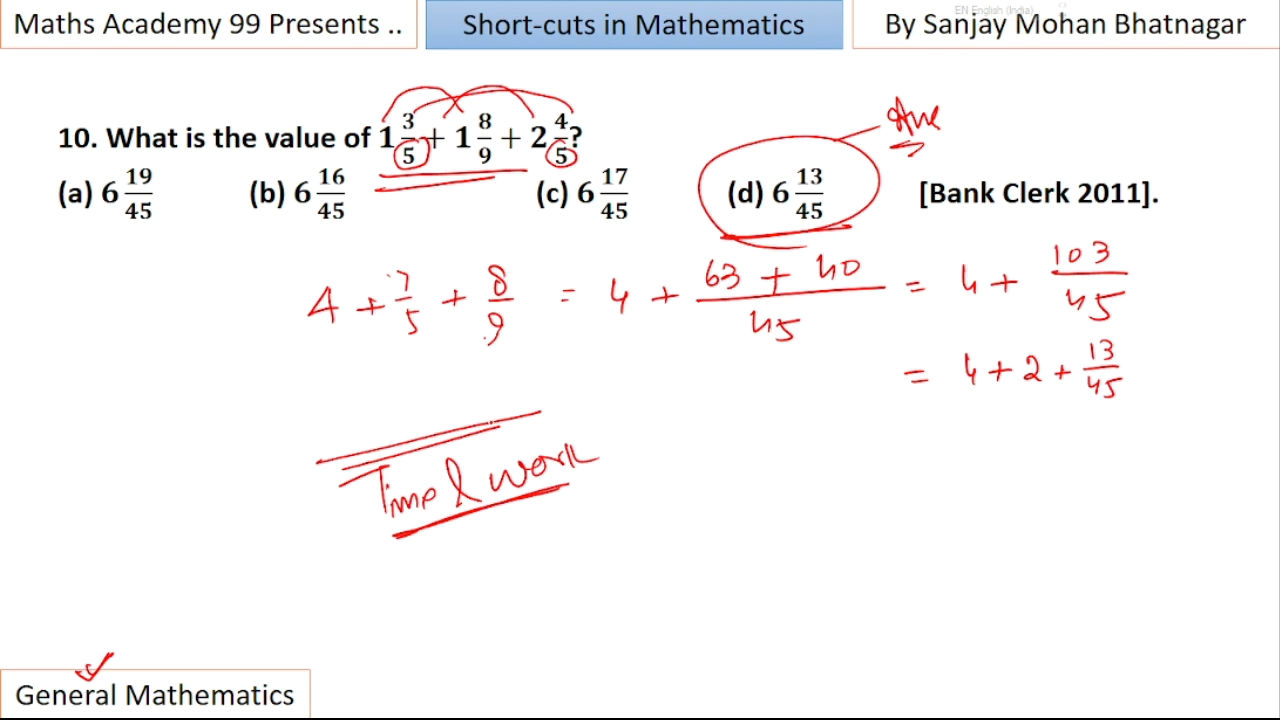 EN English (India)
Maths Academy 99 Presents .. Short-cuts in Mathematics By Sanjay Mohan Bhatnagar
10. What is the value of 1 3/5 + 1 8/9 + 2 4/5?
Ans
(a) 6 19/45 (b) 6 16/45 (c) 6 17/45 (d) 6 13/45 [Bank Clerk 2011].
4 + 7/5 + 8/9 = 4 + (63 + 40)/45 = 4 + 103/45
= 4 + 2 + 13/45
Time & work
General Mathematics